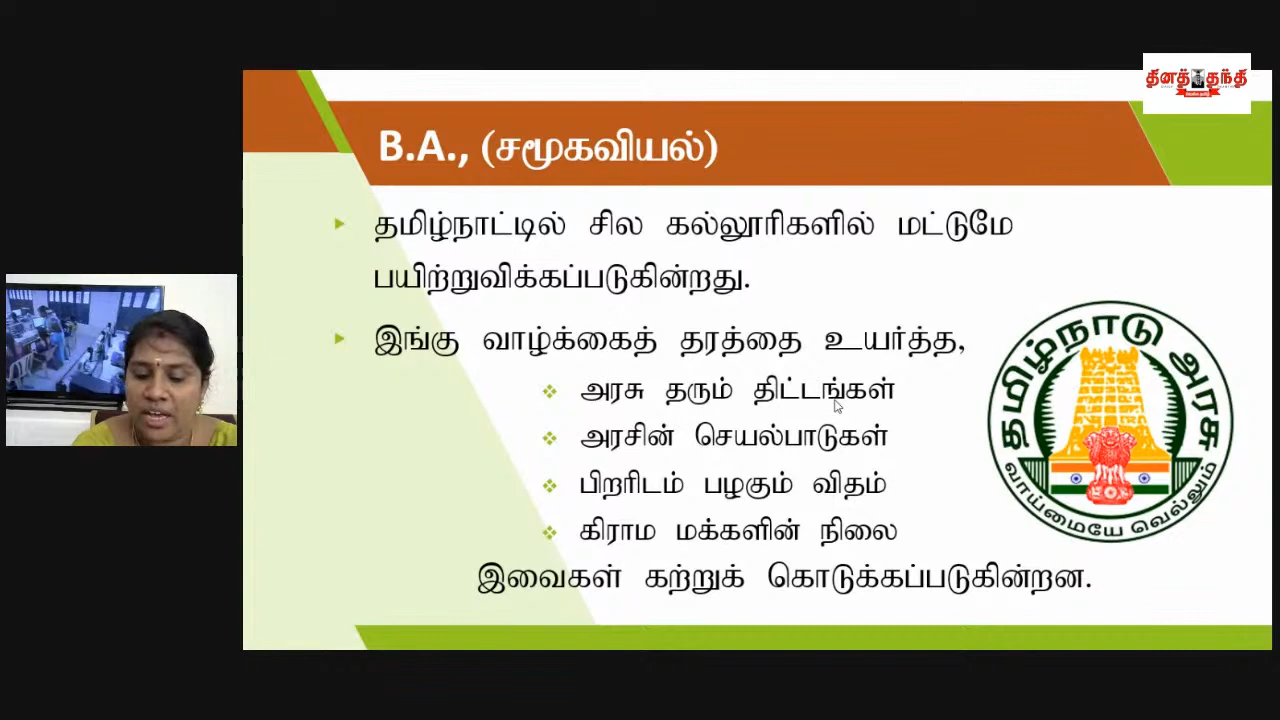 தினத்தந்தி
B.A., (சமூகவியல்)
தமிழ்நாட்டில் சில கல்லூரிகளில் மட்டுமே
பயிற்றுவிக்கப்படுகின்றது.
இங்கு வாழ்க்கைத் தரத்தை உயர்த்த,
அரசு தரும் திட்டங்கள்
அரசின் செயல்பாடுகள்
பிறரிடம் பழகும் விதம்
கிராம மக்களின் நிலை
இவைகள் கற்றுக் கொடுக்கப்படுகின்றன.
தமிழ்நாடு அரசு
வாய்மையே வெல்லும்